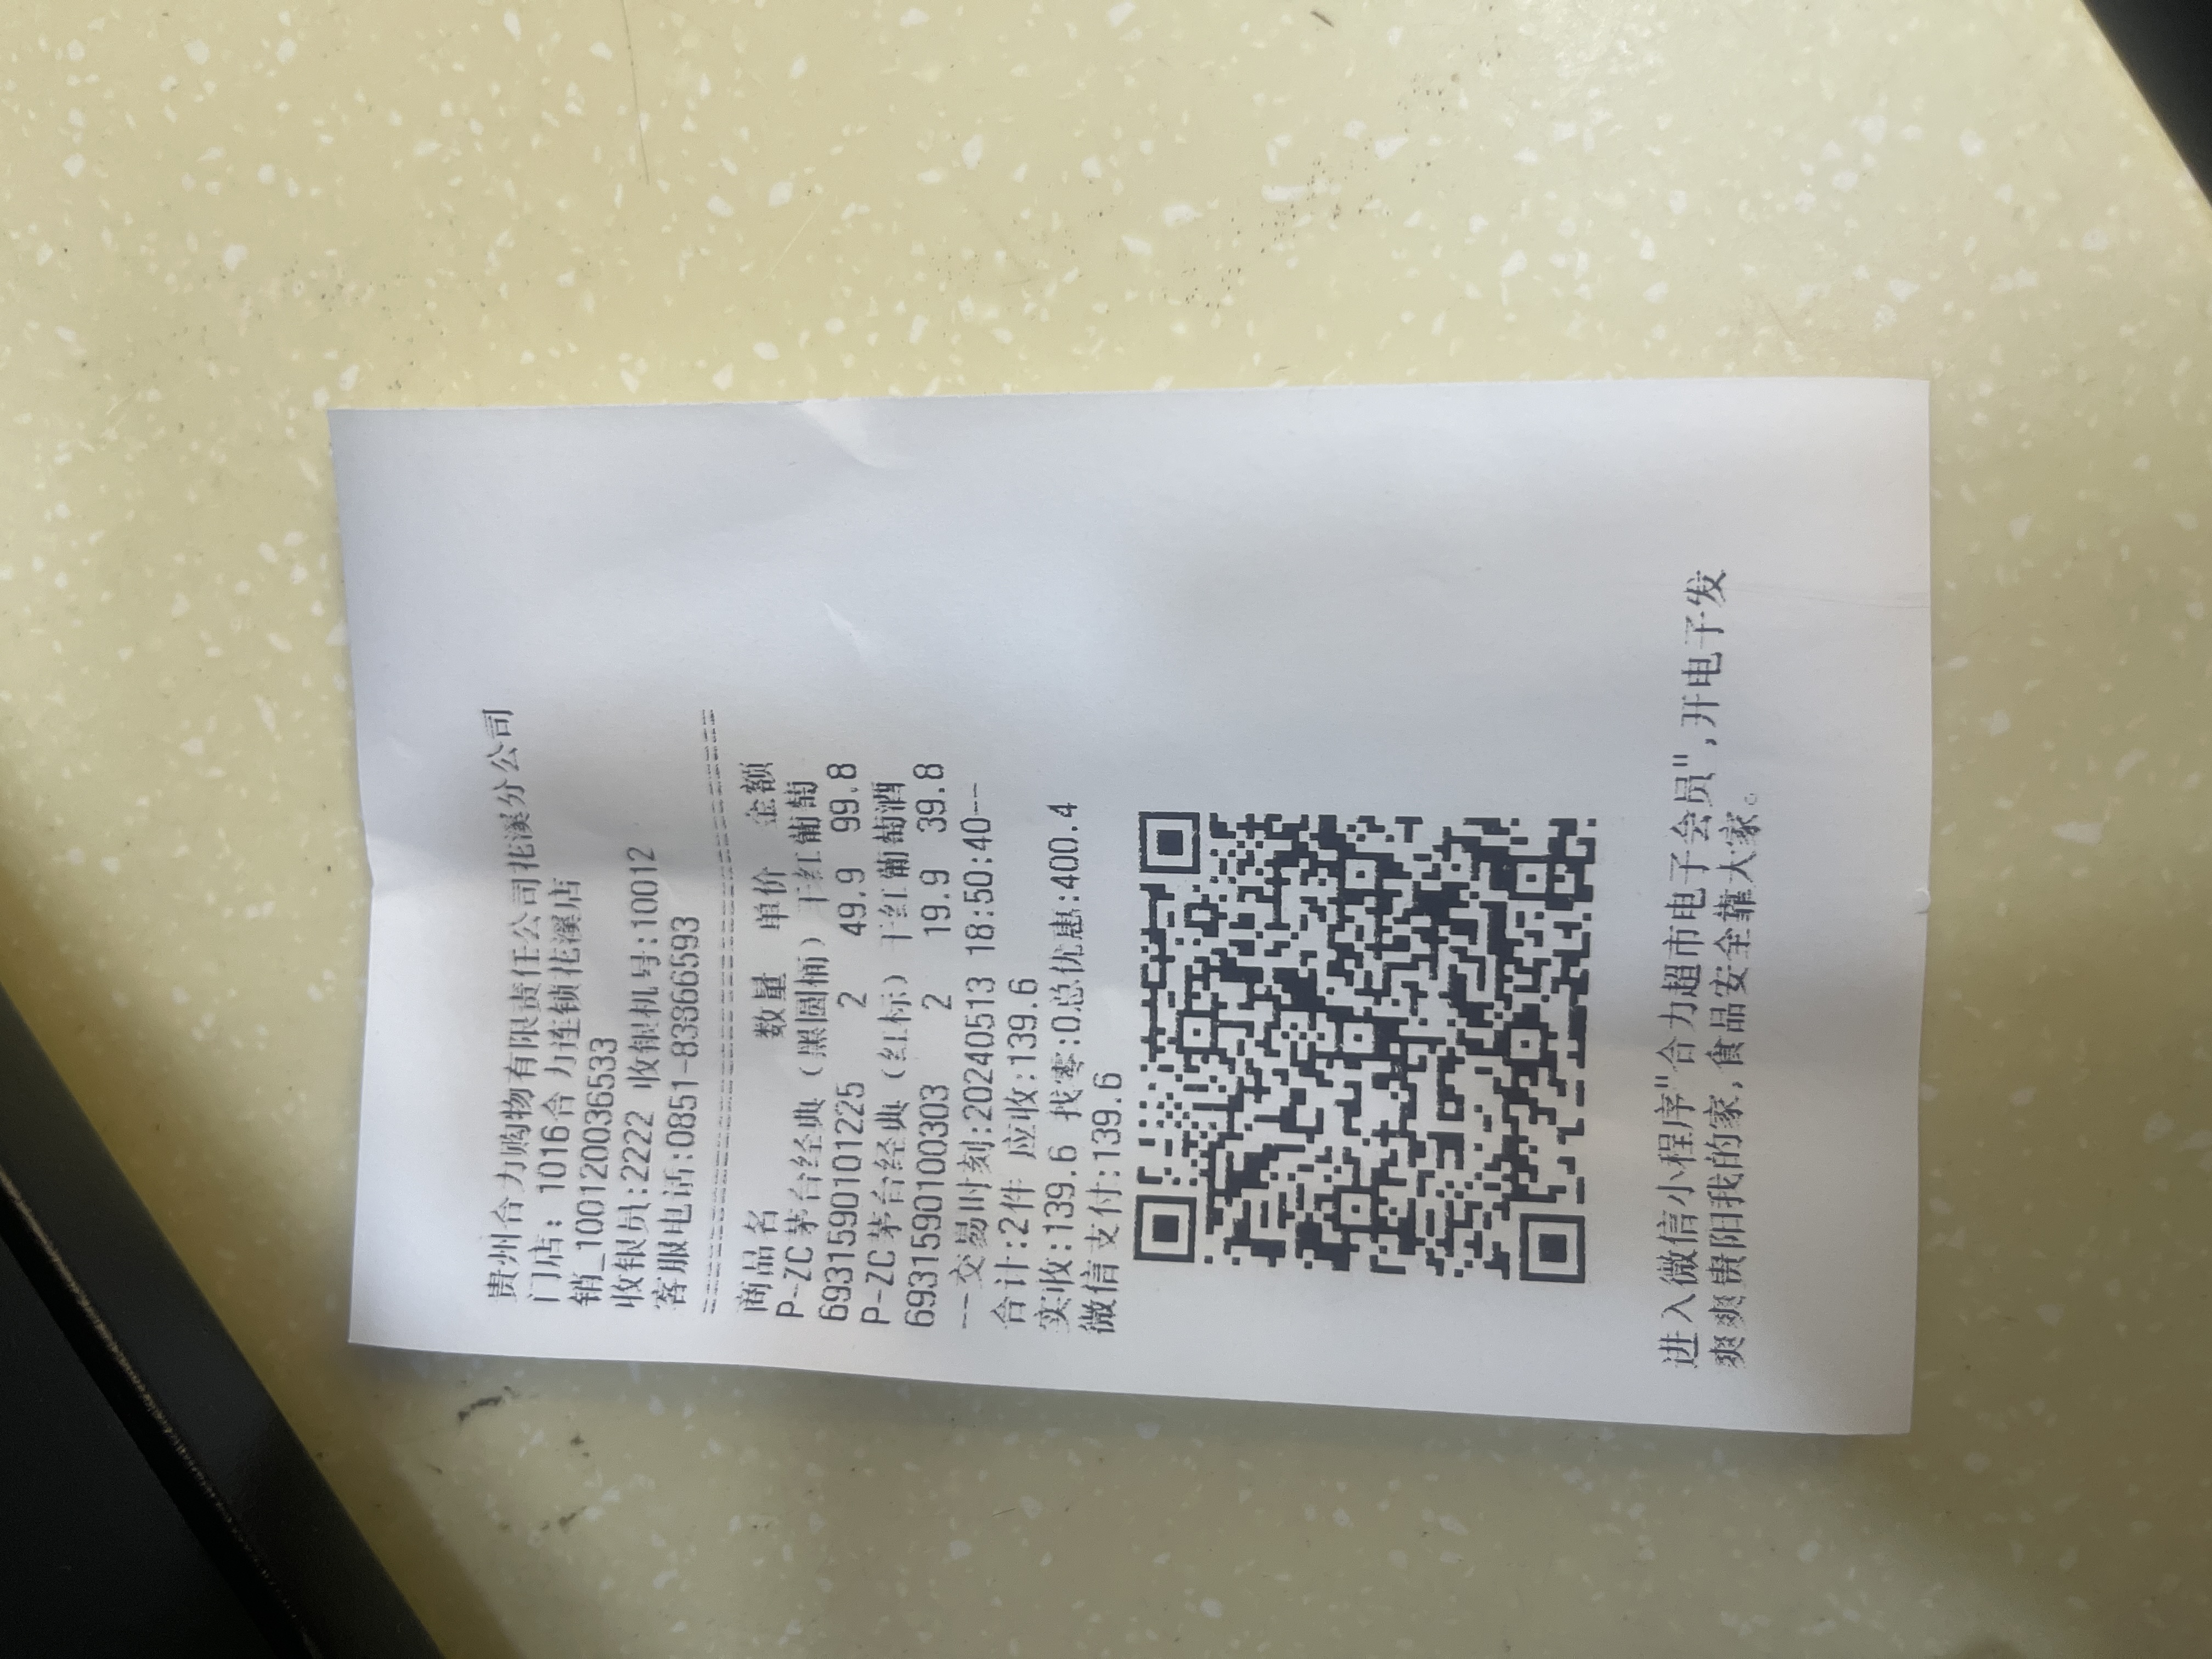 贵州合力购物有限责任公司花溪分公司
门店: 1016合力连锁花溪店
销_100120036533
收银员:2222 收银机号:10012
客服电话:0851-83866593
商品名 数量 单价 金额
P-ZC茅台经典（黑圆桶）干红葡萄
6931590101225 2 49.9 99.8
P-ZC茅台经典（红标）干红葡萄酒
6931590100303 2 19.9 39.8
--交易时刻:20240513 18:50:40--
合计:2件 应收:139.6
实收:139.6 找零:0总优惠:400.4
微信支付:139.6
进入微信小程序"合力超市电子会员",开电子发
爽爽贵阳我的家,食品安全靠大家。